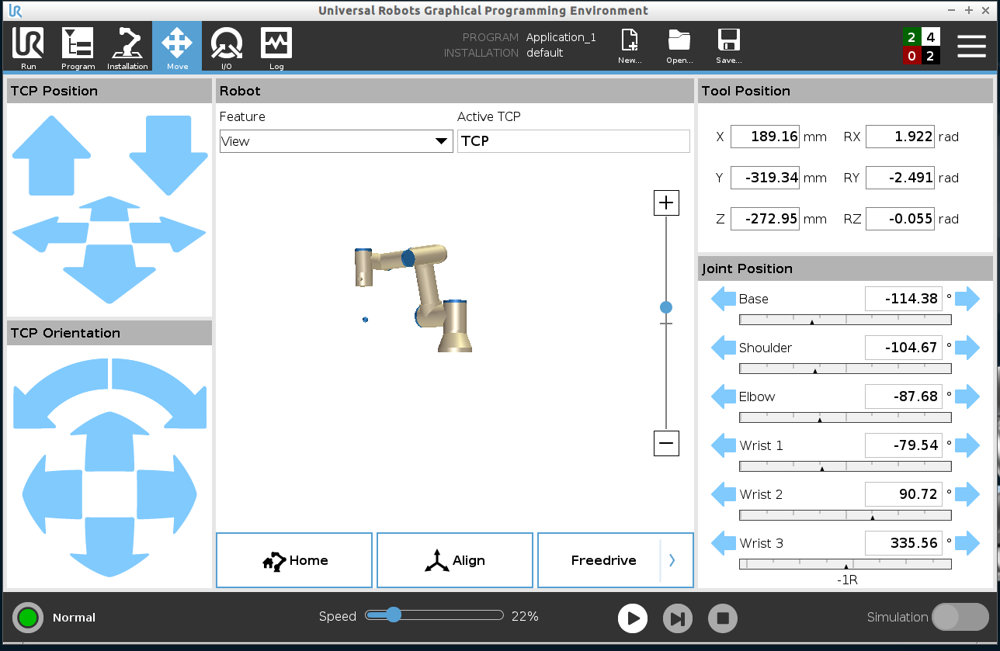 Universal Robots Graphical Programming Environment
Run
Program
Installation
Move
I/O
Log
PROGRAM Application_1
INSTALLATION default
New...
Open...
Save...
2 4
0 2
TCP Position
Robot
Feature
Active TCP
View
TCP
Tool Position
X 189.16 mm RX 1.922 rad
Y -319.34 mm RY -2.491 rad
Z -272.95 mm RZ -0.055 rad
Joint Position
Base -114.38 °
Shoulder -104.67 °
Elbow -87.68 °
Wrist 1 -79.54 °
Wrist 2 90.72 °
Wrist 3 335.56 °
-1R
TCP Orientation
Home
Align
Freedrive
Normal
Speed 22%
Simulation